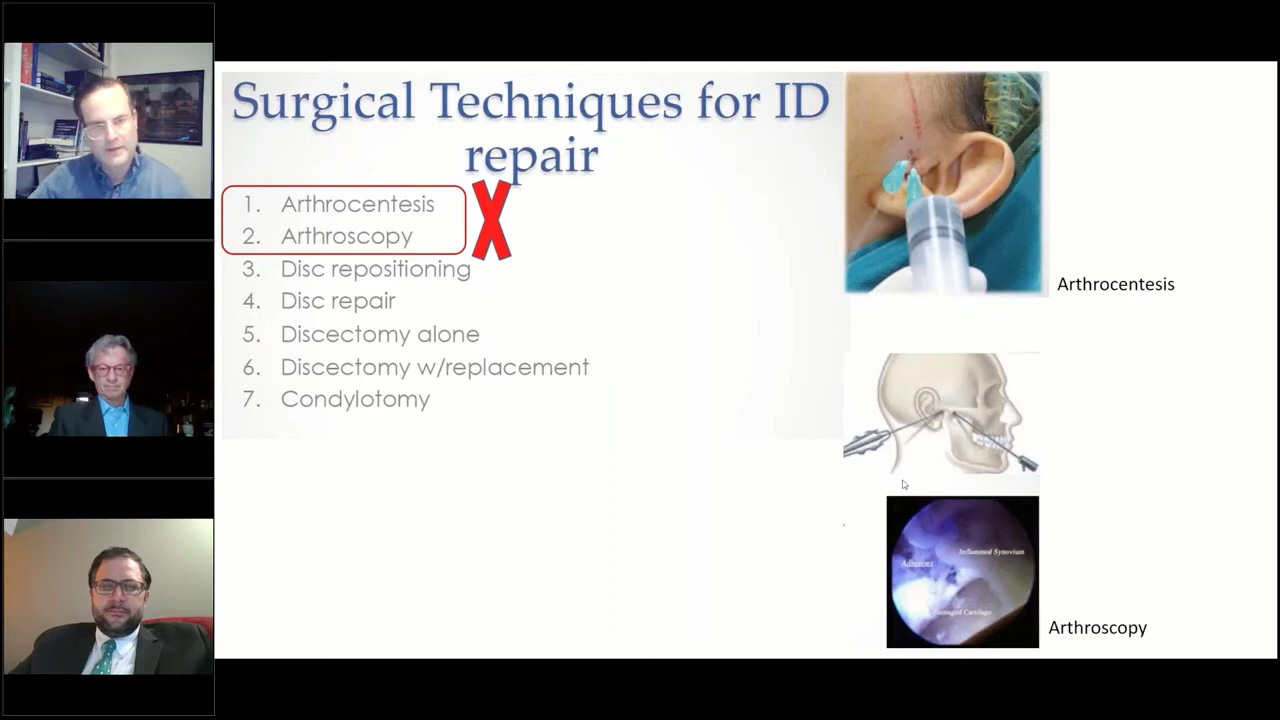 Surgical Techniques for ID
repair
1. Arthrocentesis
2. Arthroscopy
3. Disc repositioning
4. Disc repair
5. Discectomy alone
6. Discectomy w/replacement
7. Condylotomy
Arthrocentesis
Inflammed Synovium
Adhesions
Damaged Cartilage
Arthroscopy